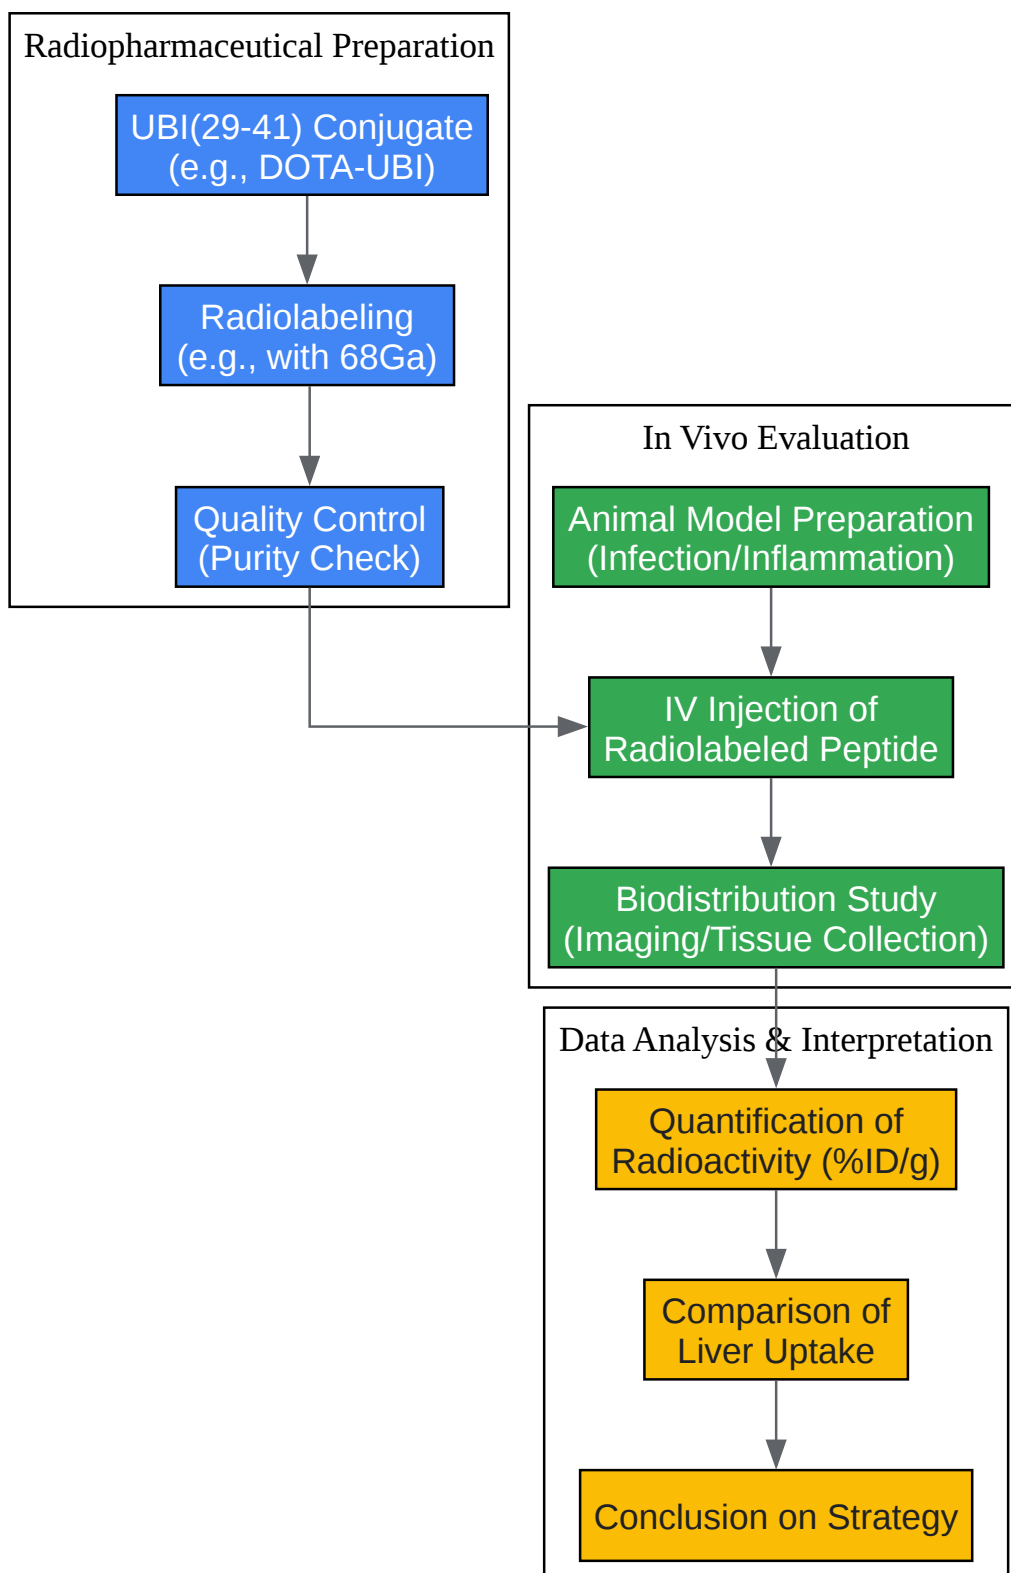 Radiopharmaceutical Preparation
UBI(29-41) Conjugate
(e.g., DOTA-UBI)
Radiolabeling
(e.g., with 68Ga)
Quality Control
(Purity Check)
In Vivo Evaluation
Animal Model Preparation
(Infection/Inflammation)
IV Injection of
Radiolabeled Peptide
Biodistribution Study
(Imaging/Tissue Collection)
Data Analysis & Interpretation
Quantification of
Radioactivity (%ID/g)
Comparison of
Liver Uptake
Conclusion on Strategy